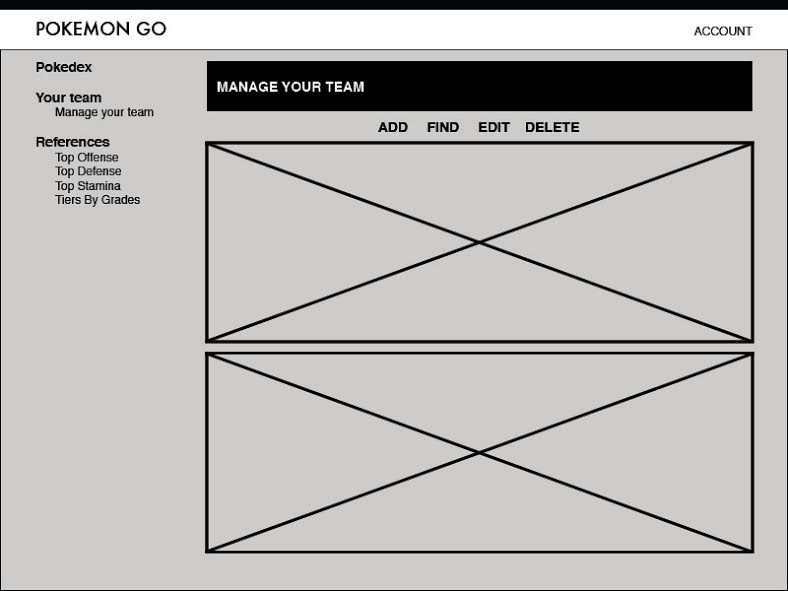 POKEMON GO
ACCOUNT
Pokedex
Your team
Manage your team
References
Top Offense
Top Defense
Top Stamina
Tiers By Grades
MANAGE YOUR TEAM
ADD FIND EDIT DELETE